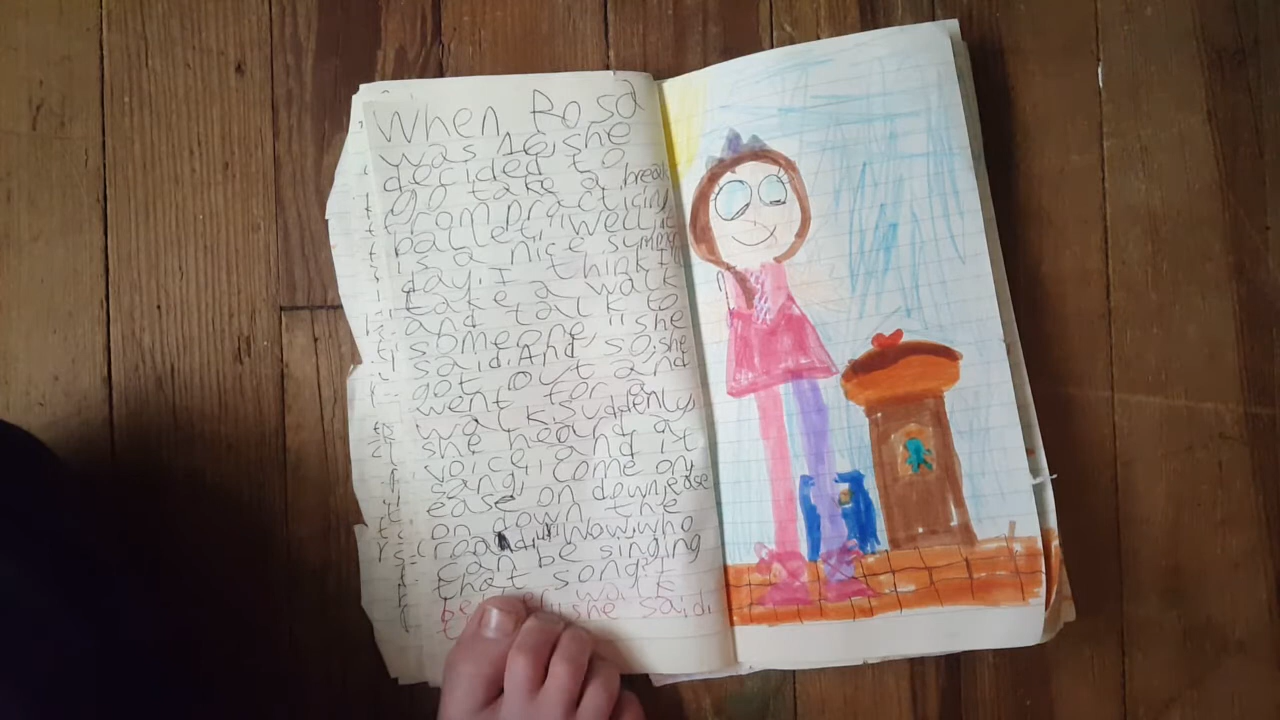 When Rosa
was 16, she
decided to
go take a break
from practicing
ballet. "Well, it
is a nice summer
day. I think I'll
take a walk
and talk to
someone" she
said. And so, she
got out and
went for a
walk. Suddenly,
she heard a
voice, and it
sang, "Come on
ease on down, ease
on down the
road." "Wow, who
can be singing
that song? I
walk
she said.